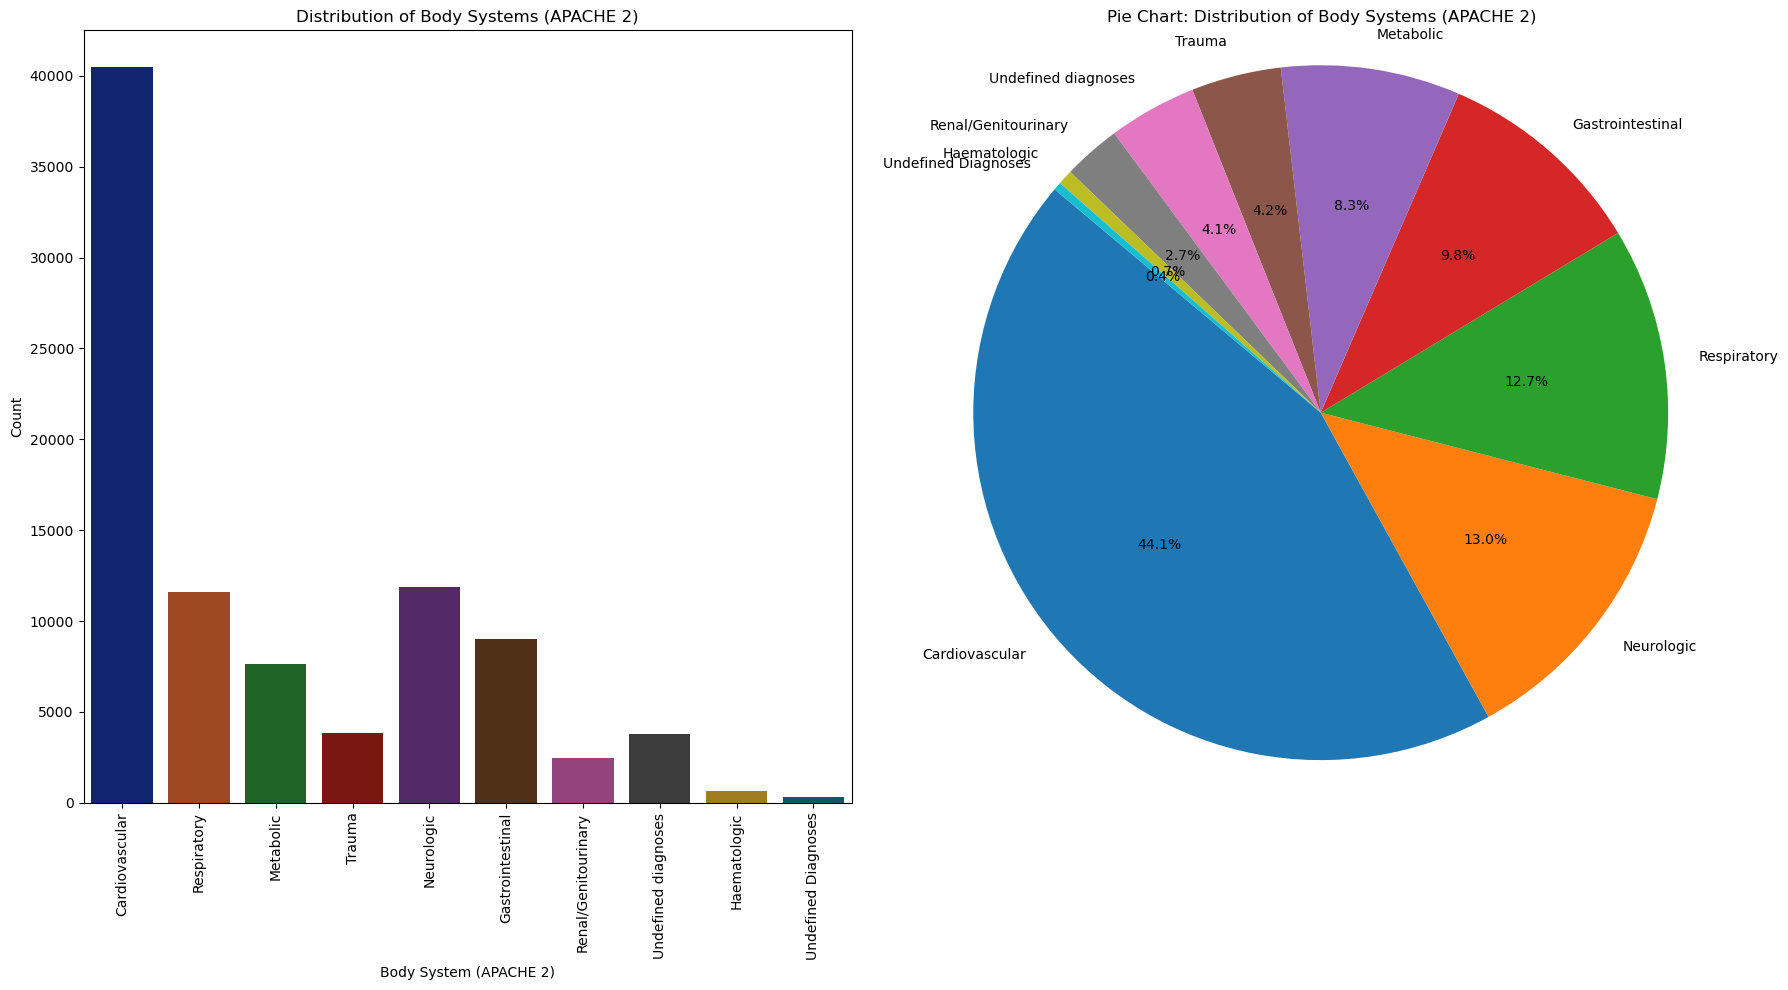 Distribution of Body Systems (APACHE 2)
Count
40000
35000
30000
25000
20000
15000
10000
5000
0
Cardiovascular
Respiratory
Metabolic
Trauma
Neurologic
Gastrointestinal
Renal/Genitourinary
Undefined diagnoses
Haematologic
Undefined Diagnoses
Body System (APACHE 2)
Pie Chart: Distribution of Body Systems (APACHE 2)
Metabolic
Trauma
Undefined diagnoses
Gastrointestinal
Renal/Genitourinary
Haematologic
Undefined Diagnoses
Respiratory
Neurologic
Cardiovascular
8.3%
4.2%
4.1%
9.8%
2.7%
0.7%
0.4%
12.7%
13.0%
44.1%